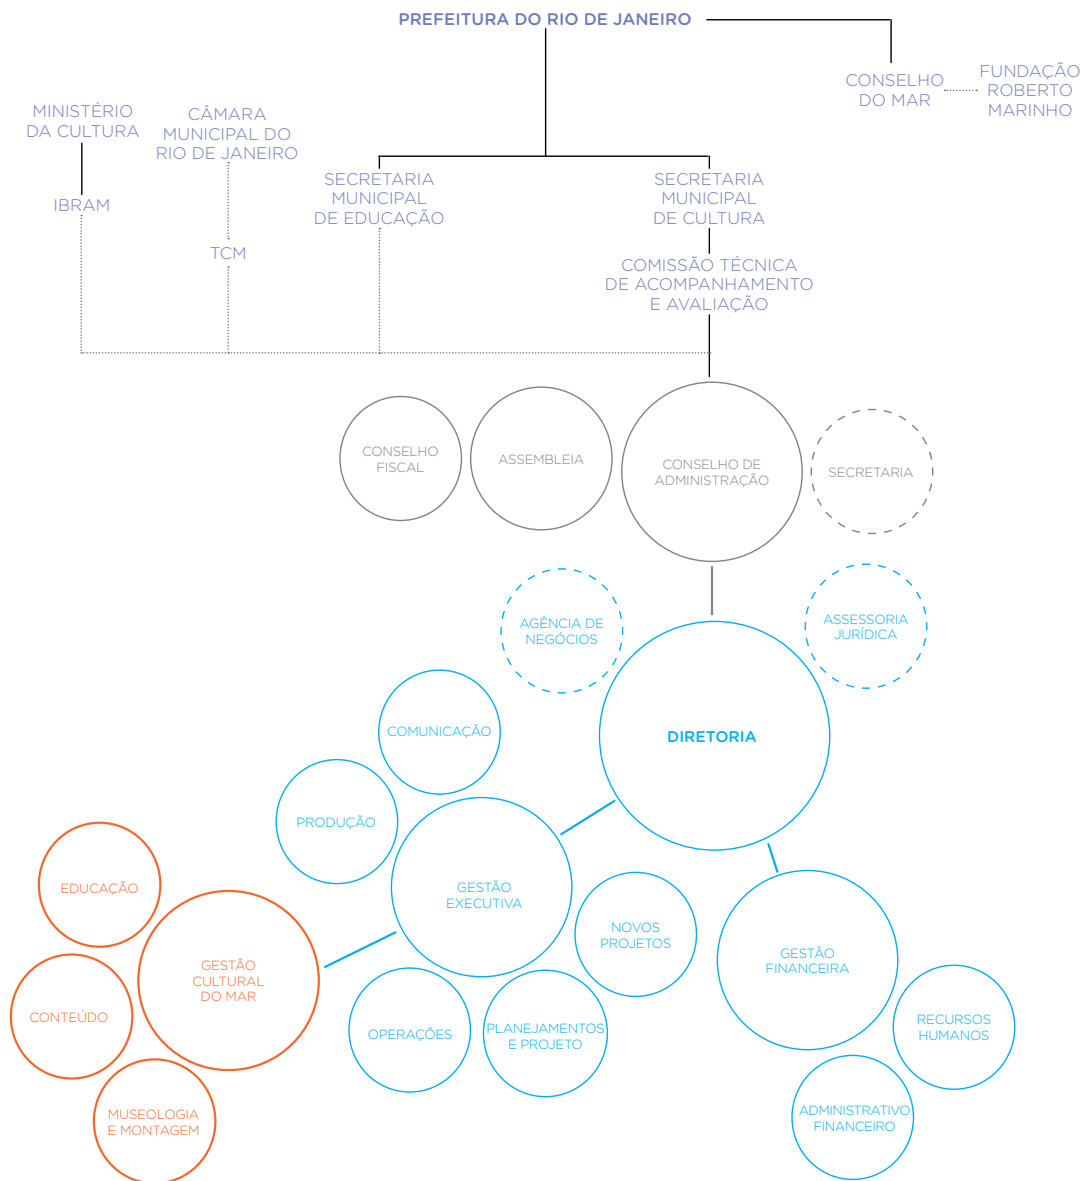 PREFEITURA DO RIO DE JANEIRO
CONSELHO
DO MAR
FUNDAÇÃO
ROBERTO
MARINHO
MINISTÉRIO
DA CULTURA
CÂMARA
MUNICIPAL DO
RIO DE JANEIRO
SECRETARIA
MUNICIPAL
DE EDUCAÇÃO
SECRETARIA
MUNICIPAL
DE CULTURA
IBRAM
TCM
COMISSÃO TÉCNICA
DE ACOMPANHAMENTO
E AVALIAÇÃO
CONSELHO
FISCAL
ASSEMBLEIA
CONSELHO DE
ADMINISTRAÇÃO
SECRETARIA
AGÊNCIA DE
NEGÓCIOS
ASSESSORIA
JURÍDICA
COMUNICAÇÃO
DIRETORIA
PRODUÇÃO
EDUCAÇÃO
GESTÃO
EXECUTIVA
NOVOS
PROJETOS
GESTÃO
CULTURAL
DO MAR
GESTÃO
FINANCEIRA
CONTEÚDO
OPERAÇÕES
PLANEJAMENTOS
E PROJETO
RECURSOS
HUMANOS
MUSEOLOGIA
E MONTAGEM
ADMINISTRATIVO
FINANCEIRO